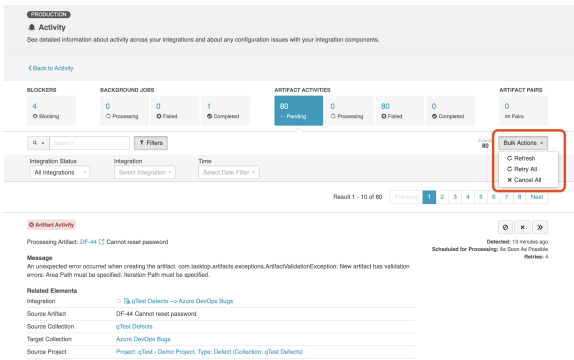 PRODUCTION
Activity
See detailed information about activity across your integrations and about any configuration issues with your integration components.
Back to Activity
BLOCKERS
BACKGROUND JOBS
ARTIFACT ACTIVITIES
ARTIFACT PAIRS
4
0
0
1
80
0
80
0
0
Blocking
Processing
Failed
Completed
Pending
Processing
Failed
Completed
Pairs
Search
Filters
80
Bulk Actions
Refresh
Retry All
Cancel All
Integration Status
Integration
Time
All Integrations
Select Integration
Select Date Filter
Result 1 - 10 of 80
Previous
1
2
3
4
5
6
7
8
Next
Artifact Activity
Processing Artifact: DF-44 Cannot reset password
Detected: 13 minutes ago
Scheduled for Processing: As Soon As Possible
Retries: 4
Message
An unexpected error occurred when creating the artifact. com.tasktop.artifacts.exceptions.ArtifactValidationException: New artifact has validation
errors: Area Path must be specified. Iteration Path must be specified.
Related Elements
Integration
qTest Defects --> Azure DevOps Bugs
Source Artifact
DF-44 Cannot reset password
Source Collection
qTest Defects
Target Collection
Azure DevOps Bugs
Source Project
Project: qTest - Demo Project, Type: Defect (Collection: qTest Defects)